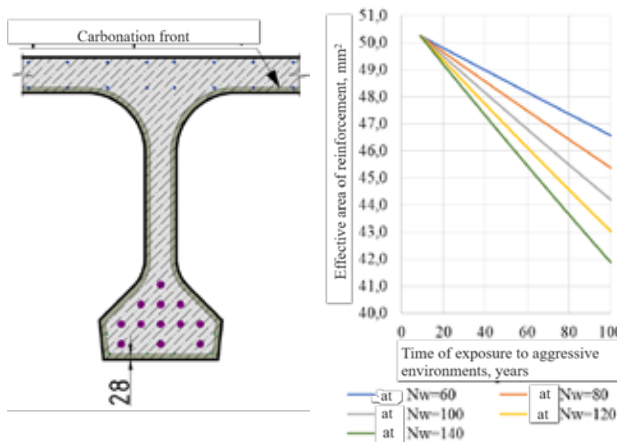 Carbonation front
28
Effective area of reinforcement, mm²
51,0
50,0
49,0
48,0
47,0
46,0
45,0
44,0
43,0
42,0
41,0
40,0
0 20 40 60 80 100
Time of exposure to aggressive
environments, years
at Nw=60
at Nw=80
at Nw=100
at Nw=120
at Nw=140